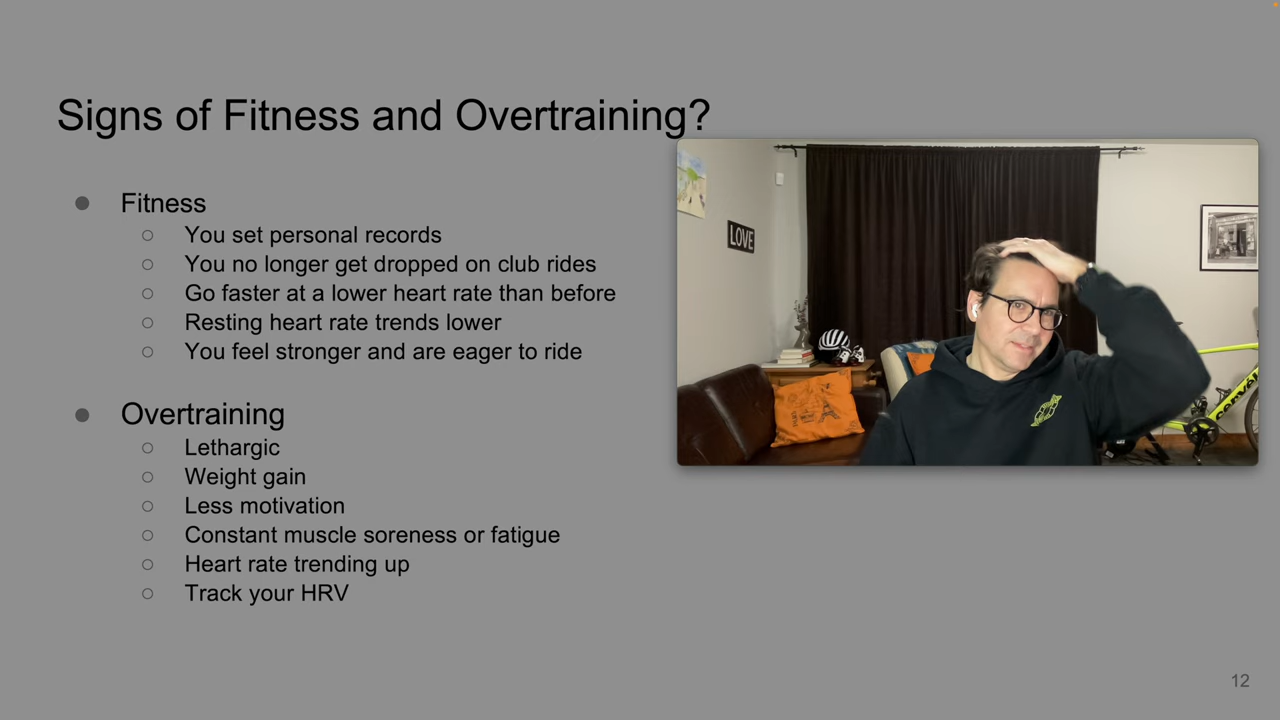 Signs of Fitness and Overtraining?
Fitness
You set personal records
You no longer get dropped on club rides
Go faster at a lower heart rate than before
Resting heart rate trends lower
You feel stronger and are eager to ride
Overtraining
Lethargic
Weight gain
Less motivation
Constant muscle soreness or fatigue
Heart rate trending up
Track your HRV
LOVE
12